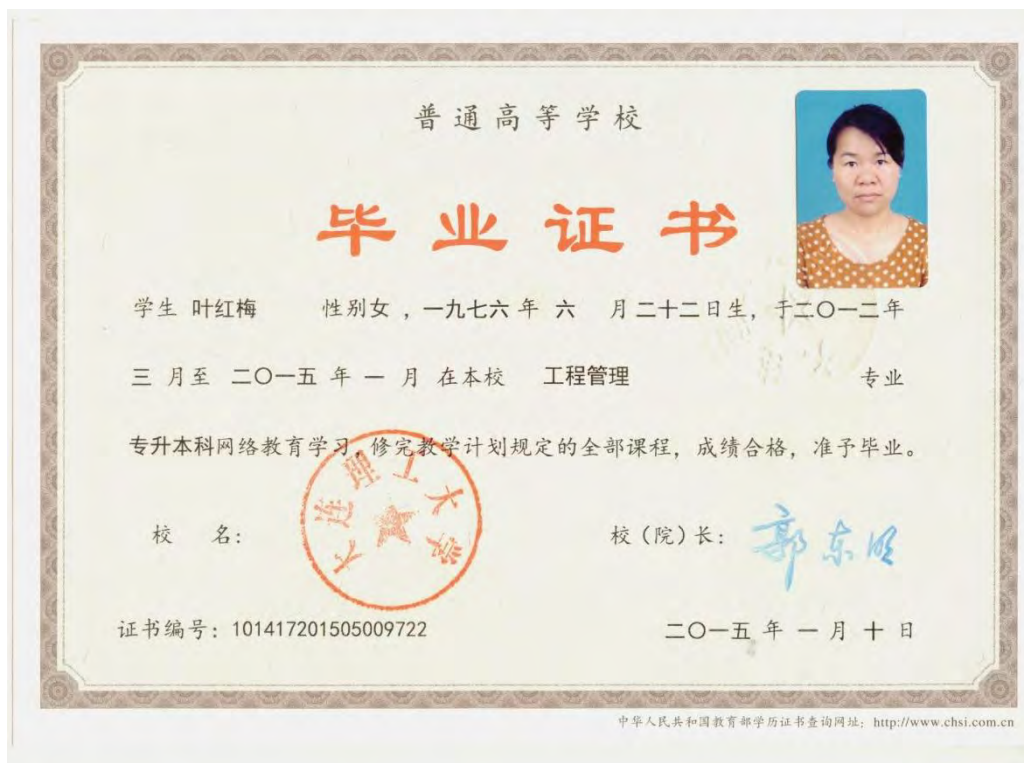 普通高等学校
毕业证书
学生 叶红梅 性别女，一九七六年 六 月二十二日生，于二〇一二年
三 月至 二〇一五 年 一 月 在本校 工程管理 专业
专升本科网络教育学习，修完教学计划规定的全部课程，成绩合格，准予毕业。
大连理工大学
校 名： 校（院）长： 郭东明
证书编号：101417201505009722 二〇一五 年 一 月 十 日
中华人民共和国教育部学历证书查询网址：http://www.chsi.com.cn